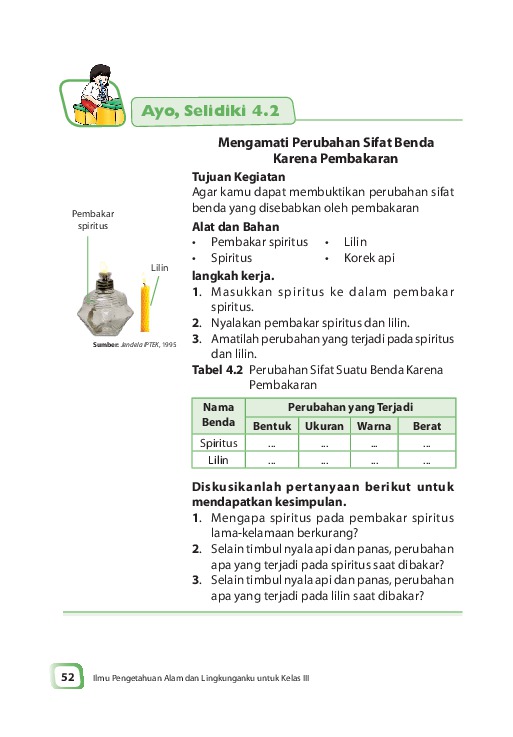 Ayo, Selidiki 4.2
Mengamati Perubahan Sifat Benda
Karena Pembakaran
Tujuan Kegiatan
Agar kamu dapat membuktikan perubahan sifat
benda yang disebabkan oleh pembakaran
Alat dan Bahan
• Pembakar spiritus • Lilin
• Spiritus • Korek api
langkah kerja.
1. Masukkan spiritus ke dalam pembakar
spiritus.
2. Nyalakan pembakar spiritus dan lilin.
3. Amatilah perubahan yang terjadi pada spiritus
dan lilin.
Pembakar
spiritus
Lilin
Sumber: Jendela IPTEK, 1995
Tabel 4.2 Perubahan Sifat Suatu Benda Karena
Pembakaran
Nama Benda Perubahan yang Terjadi
Bentuk Ukuran Warna Berat
Spiritus ... ... ... ...
Lilin ... ... ... ...
Diskusikanlah pertanyaan berikut untuk
mendapatkan kesimpulan.
1. Mengapa spiritus pada pembakar spiritus
lama-kelamaan berkurang?
2. Selain timbul nyala api dan panas, perubahan
apa yang terjadi pada spiritus saat dibakar?
3. Selain timbul nyala api dan panas, perubahan
apa yang terjadi pada lilin saat dibakar?
52 Ilmu Pengetahuan Alam dan Lingkunganku untuk Kelas III